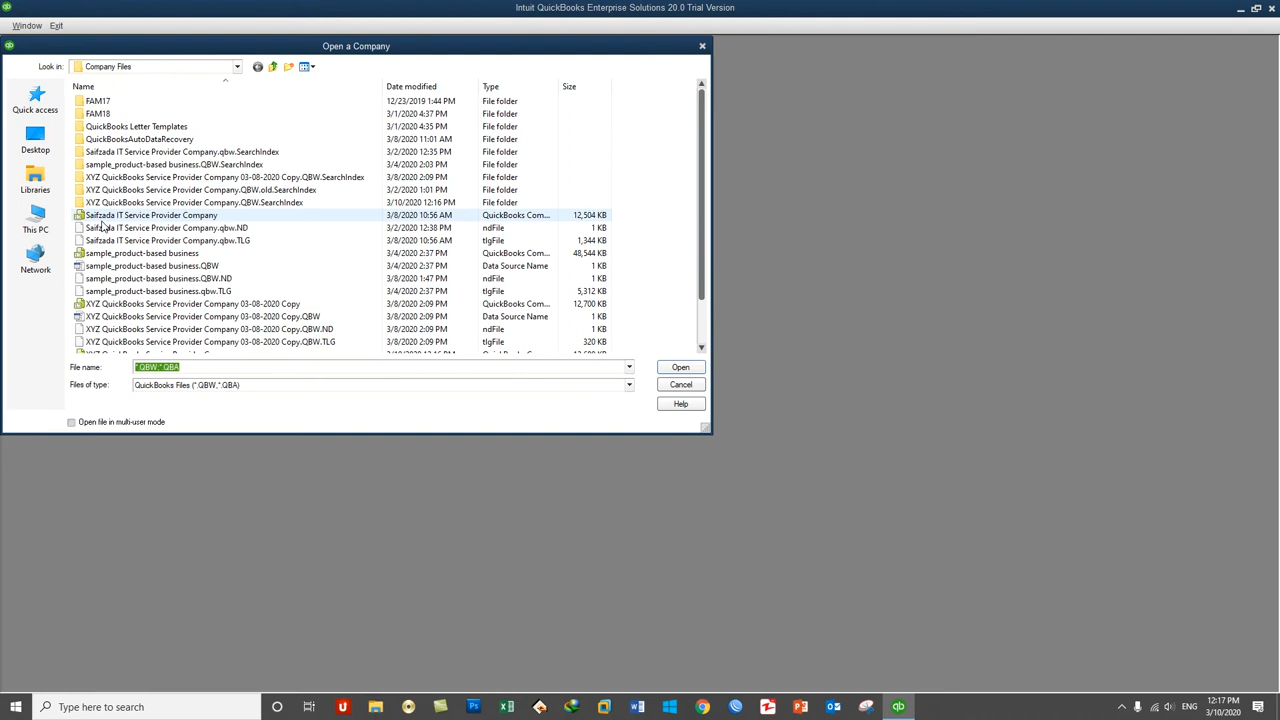 Intuit QuickBooks Enterprise Solutions 20.0 Trial Version
Window Exit
Open a Company
Look in: Company Files
Name Date modified Type Size
FAM17 12/23/2019 1:44 PM File folder
FAM18 3/1/2020 4:37 PM File folder
QuickBooks Letter Templates 3/1/2020 4:35 PM File folder
QuickBooksAutoDataRecovery 3/8/2020 11:01 AM File folder
Saifzada IT Service Provider Company.qbw.SearchIndex 3/2/2020 12:35 PM File folder
sample_product-based business.QBW.SearchIndex 3/4/2020 2:03 PM File folder
XYZ QuickBooks Service Provider Company 03-08-2020 Copy.QBW.SearchIndex 3/8/2020 2:09 PM File folder
XYZ QuickBooks Service Provider Company.QBW.old.SearchIndex 3/2/2020 1:01 PM File folder
XYZ QuickBooks Service Provider Company.QBW.SearchIndex 3/10/2020 12:16 PM File folder
Saifzada IT Service Provider Company 3/8/2020 10:56 AM QuickBooks Com... 12,504 KB
Saifzada IT Service Provider Company.qbw.ND 3/2/2020 12:38 PM ndFile 1 KB
Saifzada IT Service Provider Company.qbw.TLG 3/8/2020 10:56 AM tlgFile 1,344 KB
sample_product-based business 3/4/2020 2:37 PM QuickBooks Com... 48,544 KB
sample_product-based business.QBW 3/4/2020 2:37 PM Data Source Name 1 KB
sample_product-based business.QBW.ND 3/8/2020 1:47 PM ndFile 1 KB
sample_product-based business.qbw.TLG 3/4/2020 2:37 PM tlgFile 5,312 KB
XYZ QuickBooks Service Provider Company 03-08-2020 Copy 3/8/2020 2:09 PM QuickBooks Com... 12,700 KB
XYZ QuickBooks Service Provider Company 03-08-2020 Copy.QBW 3/8/2020 2:09 PM Data Source Name 1 KB
XYZ QuickBooks Service Provider Company 03-08-2020 Copy.QBW.ND 3/8/2020 2:09 PM ndFile 1 KB
XYZ QuickBooks Service Provider Company 03-08-2020 Copy.QBW.TLG 3/8/2020 2:09 PM tlgFile 320 KB
Quick access
Desktop
Libraries
This PC
Network
File name: *.QBW;*.QBA Open
Files of type: QuickBooks Files (*.QBW,*.QBA) Cancel
Help
Open file in multi-user mode
Type here to search
12:17 PM
3/10/2020